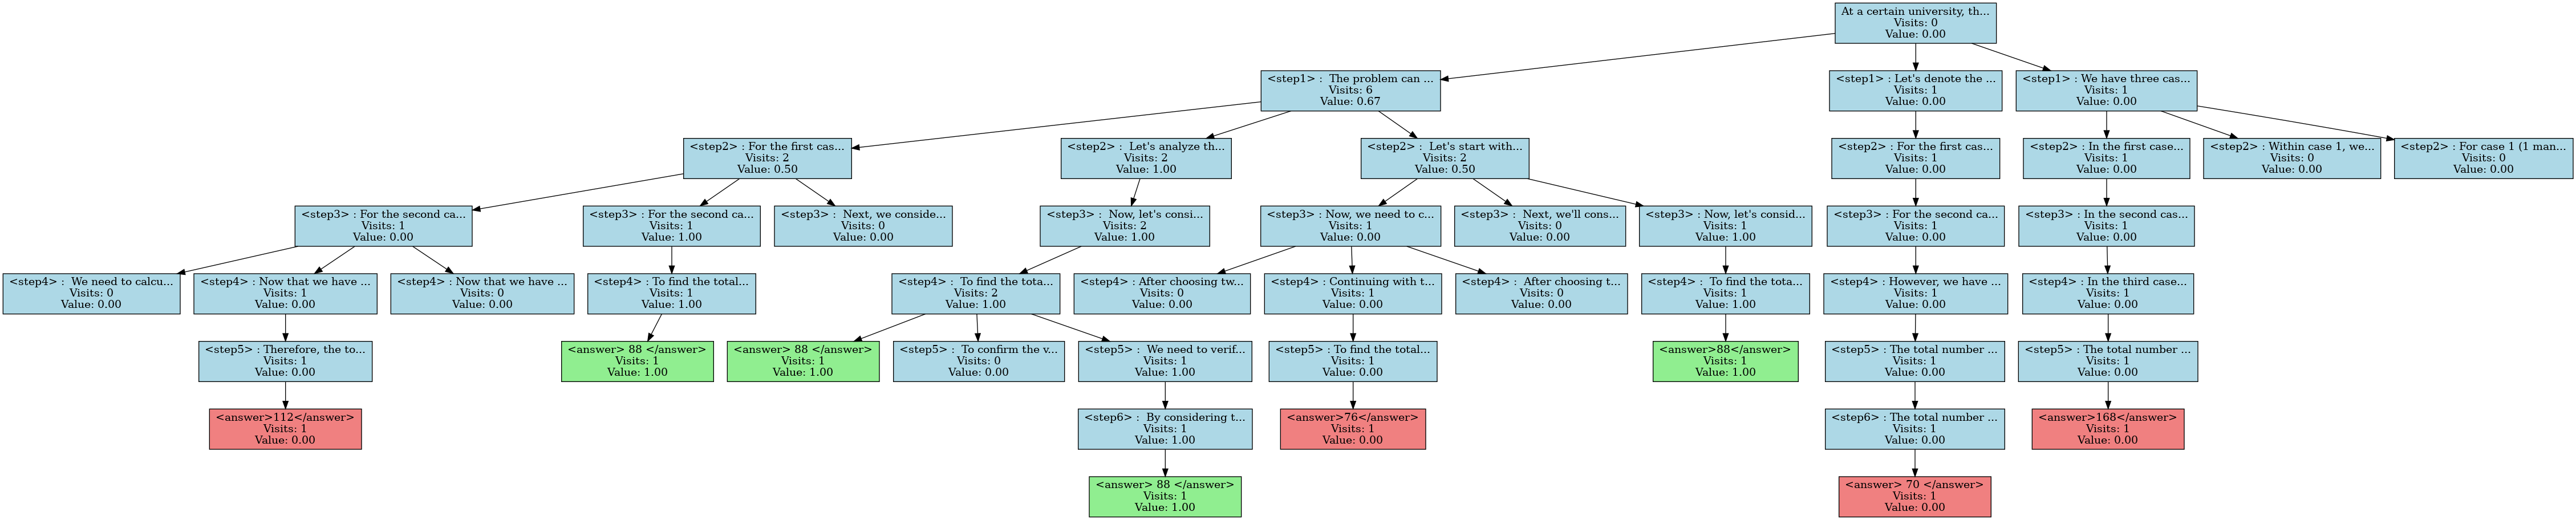 At a certain university, th...
Visits: 0
Value: 0.00
<step1> :  The problem can ...
Visits: 6
Value: 0.67
<step1> : Let's denote the ...
Visits: 1
Value: 0.00
<step1> : We have three cas...
Visits: 1
Value: 0.00
<step2> : For the first cas...
Visits: 2
Value: 0.50
<step2> :  Let's analyze th...
Visits: 2
Value: 1.00
<step2> :  Let's start with...
Visits: 2
Value: 0.50
<step2> : For the first cas...
Visits: 1
Value: 0.00
<step2> : In the first case...
Visits: 1
Value: 0.00
<step2> : Within case 1, we...
Visits: 0
Value: 0.00
<step2> : For case 1 (1 man...
Visits: 0
Value: 0.00
<step3> : For the second ca...
Visits: 1
Value: 0.00
<step3> : For the second ca...
Visits: 1
Value: 1.00
<step3> :  Next, we conside...
Visits: 0
Value: 0.00
<step3> :  Now, let's consi...
Visits: 2
Value: 1.00
<step3> : Now, we need to c...
Visits: 1
Value: 0.00
<step3> :  Next, we'll cons...
Visits: 0
Value: 0.00
<step3> : Now, let's consid...
Visits: 1
Value: 1.00
<step3> : For the second ca...
Visits: 1
Value: 0.00
<step3> : In the second cas...
Visits: 1
Value: 0.00
<step4> :  We need to calcu...
Visits: 0
Value: 0.00
<step4> : Now that we have ...
Visits: 1
Value: 0.00
<step4> : Now that we have ...
Visits: 0
Value: 0.00
<step4> : To find the total...
Visits: 1
Value: 1.00
<step4> :  To find the tota...
Visits: 2
Value: 1.00
<step4> : After choosing tw...
Visits: 0
Value: 0.00
<step4> : Continuing with t...
Visits: 1
Value: 0.00
<step4> :  After choosing t...
Visits: 0
Value: 0.00
<step4> :  To find the tota...
Visits: 1
Value: 1.00
<step4> : However, we have ...
Visits: 1
Value: 0.00
<step4> : In the third case...
Visits: 1
Value: 0.00
<step5> : Therefore, the to...
Visits: 1
Value: 0.00
<answer> 88 </answer>
Visits: 1
Value: 1.00
<answer> 88 </answer>
Visits: 1
Value: 1.00
<step5> :  To confirm the v...
Visits: 0
Value: 0.00
<step5> :  We need to verif...
Visits: 1
Value: 1.00
<step5> : To find the total...
Visits: 1
Value: 0.00
<answer>88</answer>
Visits: 1
Value: 1.00
<step5> : The total number ...
Visits: 1
Value: 0.00
<step5> : The total number ...
Visits: 1
Value: 0.00
<answer>112</answer>
Visits: 1
Value: 0.00
<step6> :  By considering t...
Visits: 1
Value: 1.00
<answer>76</answer>
Visits: 1
Value: 0.00
<step6> : The total number ...
Visits: 1
Value: 0.00
<answer>168</answer>
Visits: 1
Value: 0.00
<answer> 88 </answer>
Visits: 1
Value: 1.00
<answer> 70 </answer>
Visits: 1
Value: 0.00